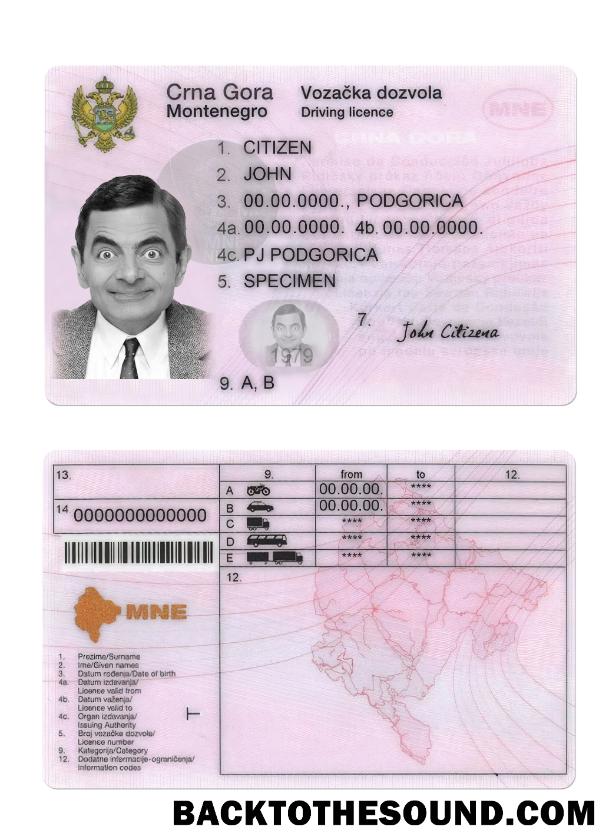 Crna Gora
Montenegro
Vozačka dozvola
Driving licence
MNE
CRNA GORA
1. CITIZEN
2. JOHN
3. 00.00.0000., PODGORICA
4a. 00.00.0000. 4b. 00.00.0000.
4c. PJ PODGORICA
5. SPECIMEN
7. John Citizena
1979
9. A, B
13. 9. from to 12.
A 00.00.00. ****
14 0000000000000 B 00.00.00. ****
C **** ****
D **** ****
E **** ****
12.
MNE
1. Prezime/Surname
2. Ime/Given names
3. Datum rođenja/Date of birth
4a. Datum izdavanja/
Licence valid from
4b. Datum važenja/
Licence valid to
4c. Organ izdavanja/
Issuing Authority
5. Broj vozačke dozvole/
Licence number
9. Kategorija/Category
12. Dodatne informacije-ograničenja/
Information codes
BACKTOTHESOUND.COM